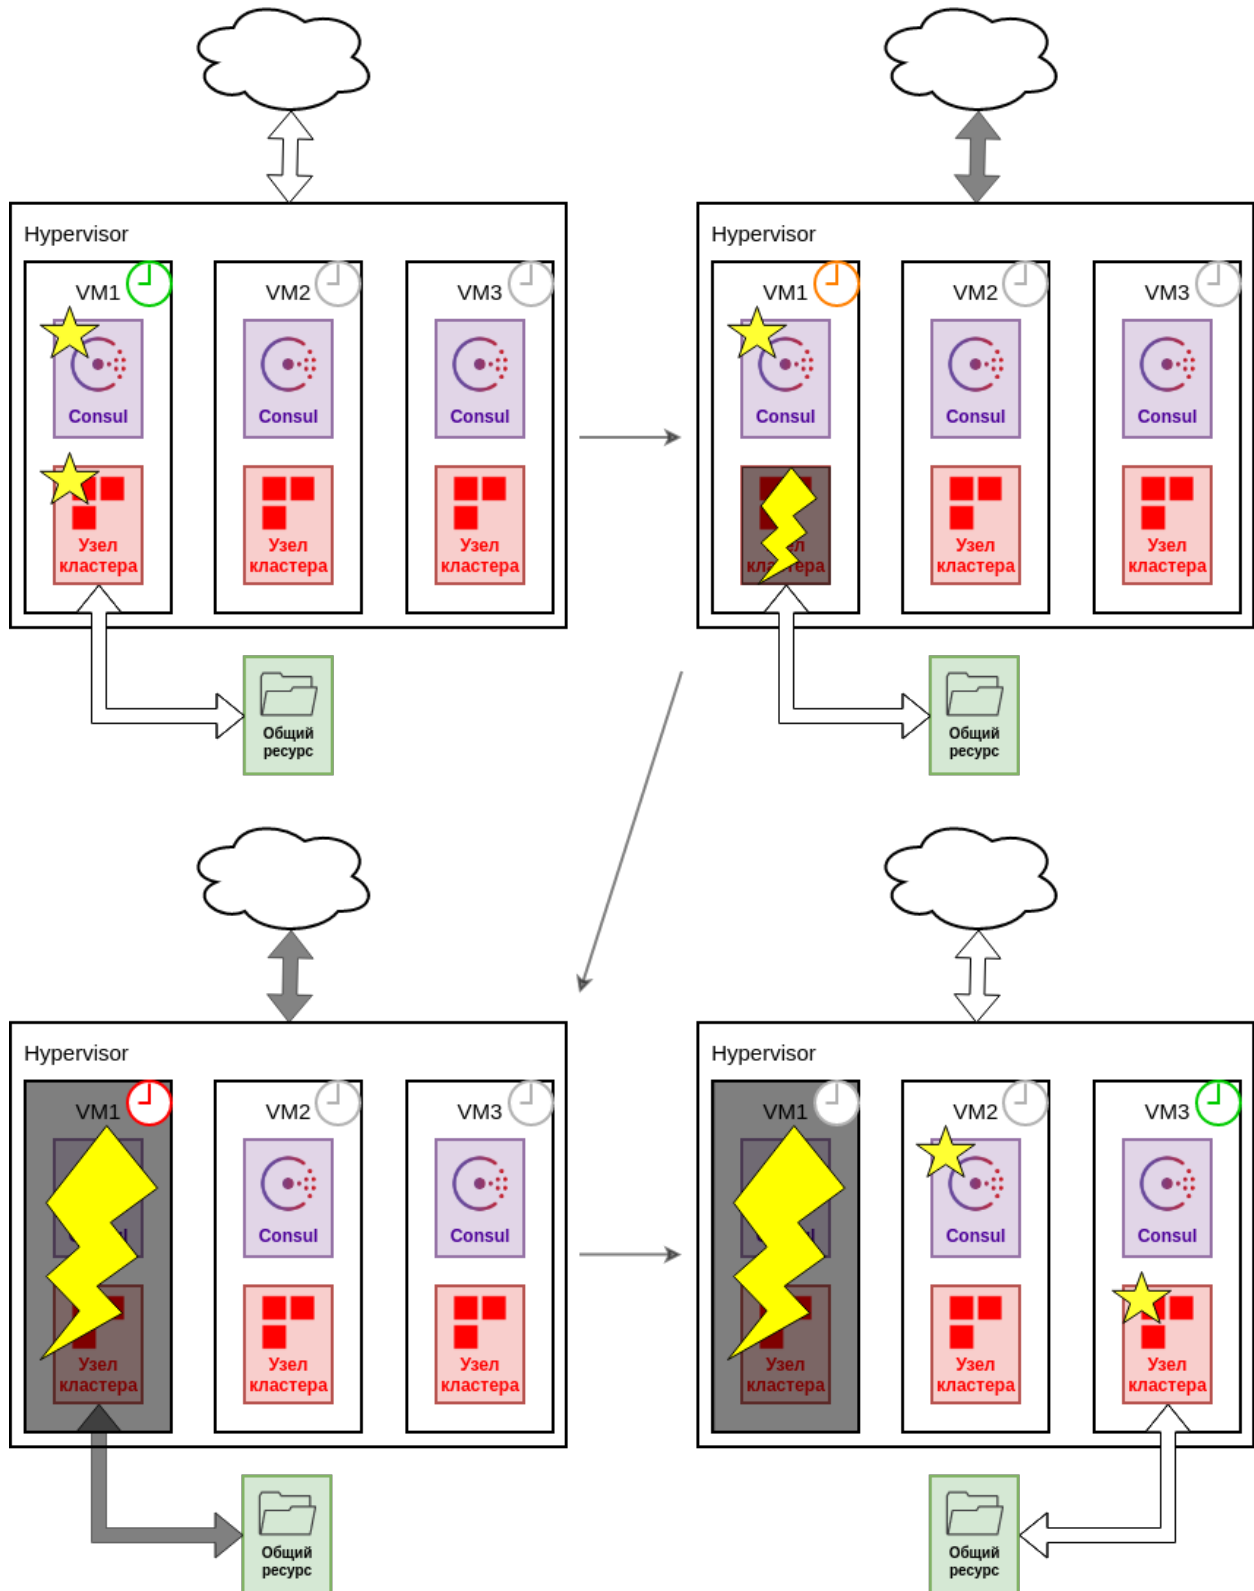 Hypervisor
VM1
VM2
VM3
Consul
Consul
Consul
Узел
кластера
Узел
кластера
Узел
кластера
Общий
ресурс
Hypervisor
VM1
VM2
VM3
Consul
Consul
Consul
кластера
Узел
кластера
Узел
кластера
Общий
ресурс
Hypervisor
VM1
VM2
VM3
Consul
Consul
Узел
кластера
Узел
кластера
Узел
кластера
Общий
ресурс
Hypervisor
VM1
VM2
VM3
Consul
Consul
Узел
кластера
Узел
кластера
Узел
кластера
Общий
ресурс